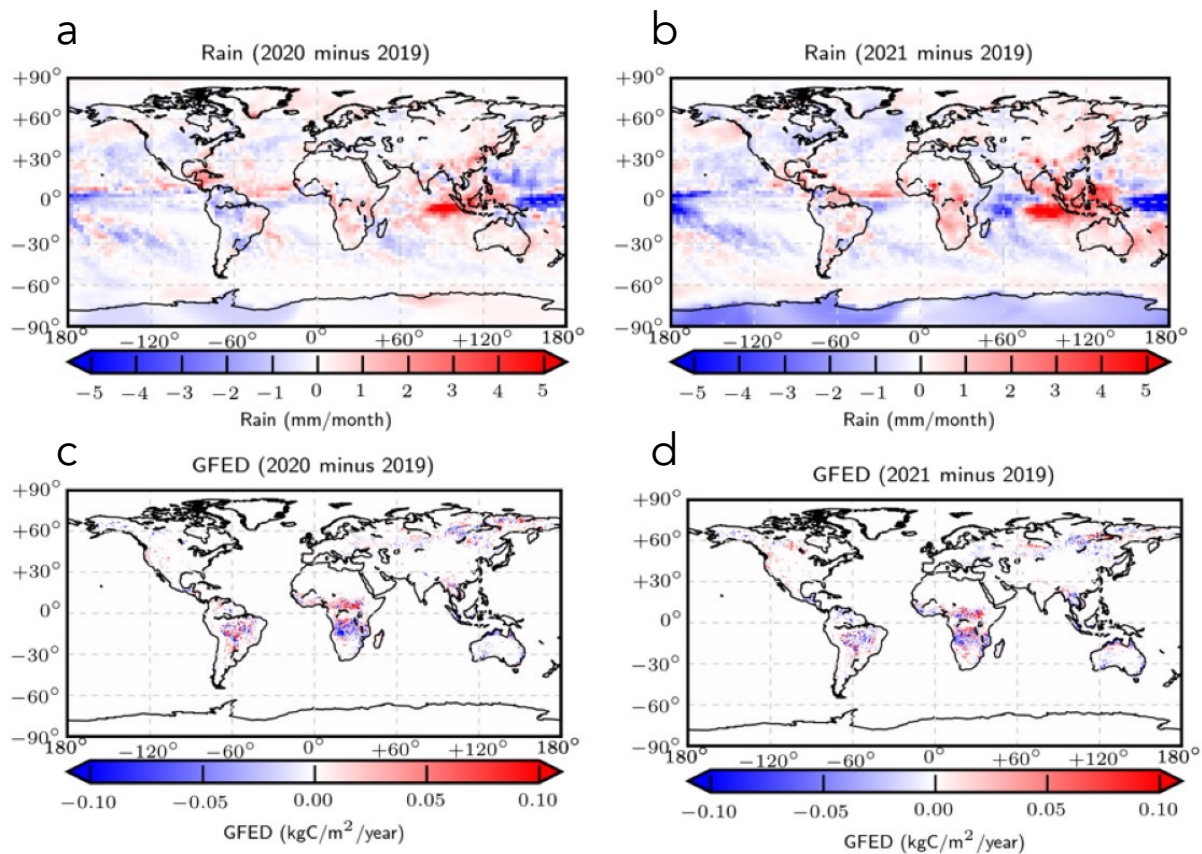 a
Rain (2020 minus 2019)
+90°
+60°
+30°
0°
−30°
−60°
−90°
180° −120° −60° 0° +60° +120° 180°
−5 −4 −3 −2 −1 0 1 2 3 4 5
Rain (mm/month)
b
Rain (2021 minus 2019)
+90°
+60°
+30°
0°
−30°
−60°
−90°
180° −120° −60° 0° +60° +120° 180°
−5 −4 −3 −2 −1 0 1 2 3 4 5
Rain (mm/month)
c
GFED (2020 minus 2019)
+90°
+60°
+30°
0°
−30°
−60°
−90°
180° −120° −60° 0° +60° +120° 180°
−0.10 −0.05 0.00 0.05 0.10
GFED (kgC/m²/year)
d
GFED (2021 minus 2019)
+90°
+60°
+30°
0°
−30°
−60°
−90°
180° −120° −60° 0° +60° +120° 180°
−0.10 −0.05 0.00 0.05 0.10
GFED (kgC/m²/year)